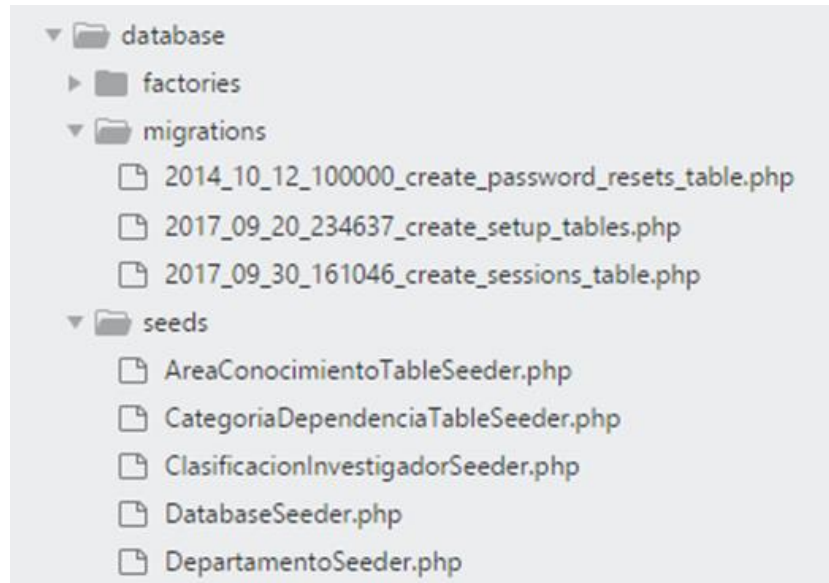 database
factories
migrations
2014_10_12_100000_create_password_resets_table.php
2017_09_20_234637_create_setup_tables.php
2017_09_30_161046_create_sessions_table.php
seeds
AreaConocimientoTableSeeder.php
CategoriaDependenciaTableSeeder.php
ClasificacionInvestigadorSeeder.php
DatabaseSeeder.php
DepartamentoSeeder.php